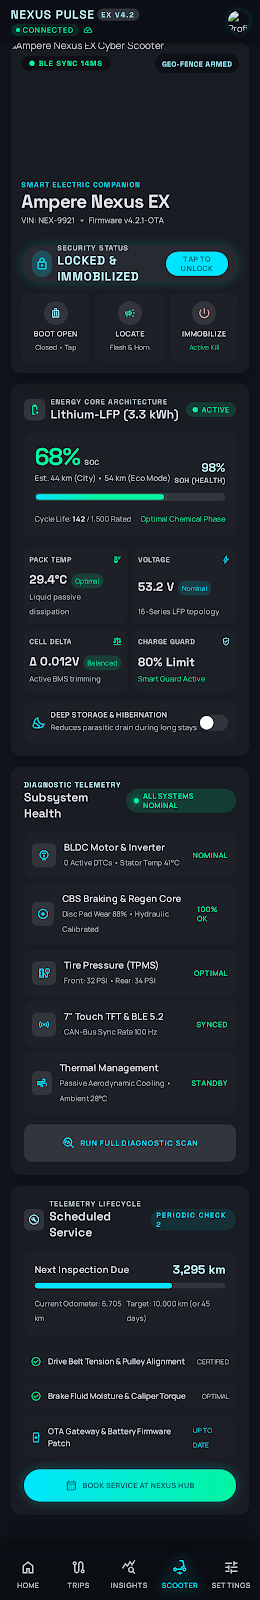 NEXUS PULSE EX V4.2
CONNECTED
Profi
Ampere Nexus EX Cyber Scooter
BLE SYNC 14MS
GEO-FENCE ARMED
SMART ELECTRIC COMPANION
Ampere Nexus EX
VIN: NEX-9921 • Firmware v4.2.1-OTA
SECURITY STATUS
LOCKED &
IMMOBILIZED
TAP TO
UNLOCK
BOOT OPEN
Closed • Tap
LOCATE
Flash & Horn
IMMOBILIZE
Active Kill
ENERGY CORE ARCHITECTURE
Lithium-LFP (3.3 kWh)
ACTIVE
68% SOC
Est. 44 km (City) • 54 km (Eco Mode)
98%
SOH (HEALTH)
Cycle Life: 142 / 1,500 Rated
Optimal Chemical Phase
PACK TEMP
29.4°C Optimal
Liquid passive
dissipation
VOLTAGE
53.2 V Nominal
16-Series LFP topology
CELL DELTA
Δ 0.012V Balanced
Active BMS trimming
CHARGE GUARD
80% Limit
Smart Guard Active
DEEP STORAGE & HIBERNATION
Reduces parasitic drain during long stays
DIAGNOSTIC TELEMETRY
Subsystem
Health
ALL SYSTEMS
NOMINAL
BLDC Motor & Inverter
0 Active DTCs • Stator Temp 41°C
NOMINAL
CBS Braking & Regen Core
Disc Pad Wear 88% • Hydraulic
Calibrated
100%
OK
Tire Pressure (TPMS)
Front: 32 PSI • Rear: 34 PSI
OPTIMAL
7" Touch TFT & BLE 5.2
CAN-Bus Sync Rate 100 Hz
SYNCED
Thermal Management
Passive Aerodynamic Cooling •
Ambient 28°C
STANDBY
RUN FULL DIAGNOSTIC SCAN
TELEMETRY LIFECYCLE
Scheduled
Service
PERIODIC CHECK
2
Next Inspection Due
3,295 km
Current Odometer: 6,705
km
Target: 10,000 km (or 45
days)
Drive Belt Tension & Pulley Alignment
CERTIFIED
Brake Fluid Moisture & Caliper Torque
OPTIMAL
OTA Gateway & Battery Firmware
Patch
UP TO
DATE
BOOK SERVICE AT NEXUS HUB
HOME
TRIPS
INSIGHTS
SCOOTER
SETTINGS